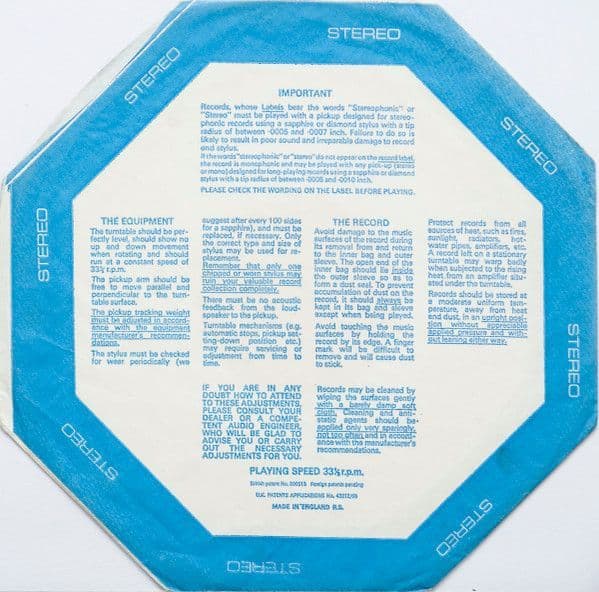 STEREO
STEREO
STEREO
STEREO
STEREO
STEREO
STEREO
STEREO
IMPORTANT
Records, whose Labels bear the words "Stereophonic" or
"Stereo" must be played with a pickup designed for stereo-
phonic records using a sapphire or diamond stylus with a tip
radius of between ·0005 and ·0007 inch. Failure to do so is
likely to result in poor sound and irreparable damage to record
and stylus.
If the words "stereophonic" or "stereo" do not appear on the record label,
the record is monophonic and may be played with any pick-up (stereo
or mono) designed for long-playing records using a sapphire or diamond
stylus with a tip radius of between ·0005 and ·0010 inch.
PLEASE CHECK THE WORDING ON THE LABEL BEFORE PLAYING.
THE EQUIPMENT
The turntable should be per-
fectly level, should show no
up and down movement
when rotating and should
run at a constant speed of
33⅓ r.p.m.
The pickup arm should be
free to move parallel and
perpendicular to the turn-
table surface.
The pickup tracking weight
must be adjusted in accord-
ance with the equipment
manufacturer's recommen-
dations.
The stylus must be checked
for wear periodically (we
suggest after every 100 sides
for a sapphire), and must be
replaced, if necessary. Only
the correct type and size of
stylus may be used for re-
placement.
Remember that only one
chipped or worn stylus may
ruin your valuable record
collection completely.
There must be no acoustic
feedback from the loud-
speaker to the pickup.
Turntable mechanisms (e.g.
automatic stops, pickup set-
ting-down position etc.)
may require servicing or
adjustment from time to
time.
IF YOU ARE IN ANY
DOUBT HOW TO ATTEND
TO THESE ADJUSTMENTS,
PLEASE CONSULT YOUR
DEALER OR A COMPE-
TENT AUDIO ENGINEER,
WHO WILL BE GLAD TO
ADVISE YOU OR CARRY
OUT THE NECESSARY
ADJUSTMENTS FOR YOU.
THE RECORD
Avoid damage to the music
surfaces of the record during
its removal from and return
to the inner bag and outer
sleeve. The open end of the
inner bag should lie inside
the outer sleeve so as to
form a dust seal. To prevent
accumulation of dust on the
record, it should always be
kept in its bag and sleeve
except when being played.
Avoid touching the music
surfaces by holding the
record by its edge. A finger
mark will be difficult to
remove and will cause dust
to stick.
Records may be cleaned by
wiping the surfaces gently
with a barely damp soft
cloth. Cleaning and anti-
static agents should be
applied only very sparingly,
not too often and in accord-
ance with the manufacturer's
recommendations.
Protect records from all
sources of heat, such as fires,
sunlight, radiators, hot-
water pipes, amplifiers, etc.
A record left on a stationary
turntable may warp badly
when subjected to the rising
heat from an amplifier situ-
ated under the turntable.
Records should be stored at
a moderate uniform tem-
perature, away from heat
and dust, in an upright posi-
tion without appreciable
applied pressure and with-
out leaning either way.
PLAYING SPEED 33⅓ r.p.m.
British patent No. Foreign patents pending
E.U.C. PATENTS APPLICATIONS No.
MADE IN ENGLAND R.S.